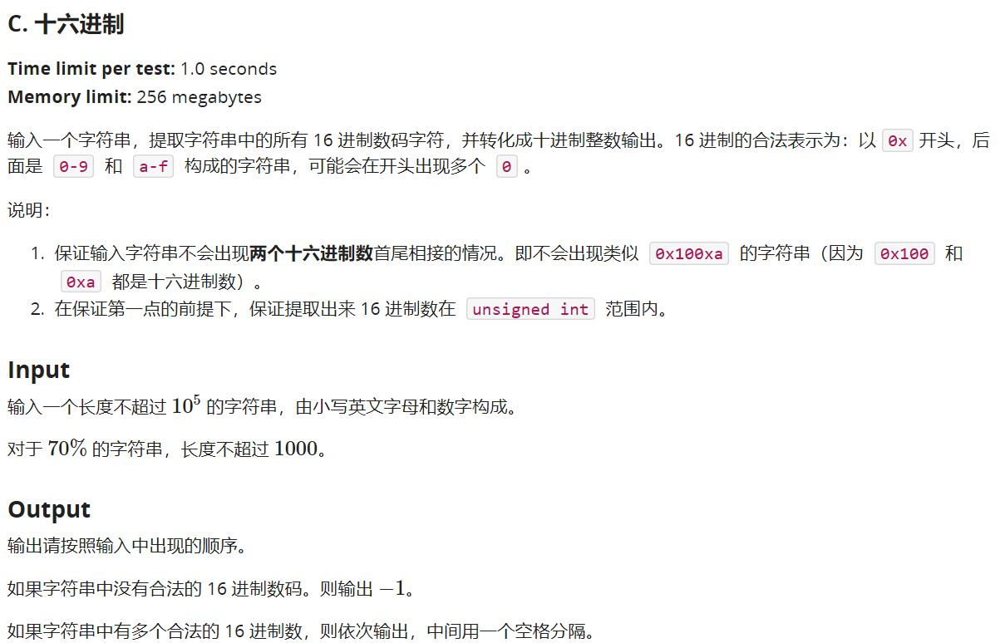 C. 十六进制
Time limit per test: 1.0 seconds
Memory limit: 256 megabytes
输入一个字符串，提取字符串中的所有 16 进制数码字符，并转化成十进制整数输出。16 进制的合法表示为：以 0x 开头，后
面是 0-9 和 a-f 构成的字符串，可能会在开头出现多个 0 。
说明：
1. 保证输入字符串不会出现两个十六进制数首尾相接的情况。即不会出现类似 0x100xa 的字符串（因为 0x100 和
0xa 都是十六进制数）。
2. 在保证第一点的前提下，保证提取出来 16 进制数在 unsigned int 范围内。
Input
输入一个长度不超过 10^5 的字符串，由小写英文字母和数字构成。
对于 70% 的字符串，长度不超过 1000。
Output
输出请按照输入中出现的顺序。
如果字符串中没有合法的 16 进制数码。则输出 −1。
如果字符串中有多个合法的 16 进制数，则依次输出，中间用一个空格分隔。